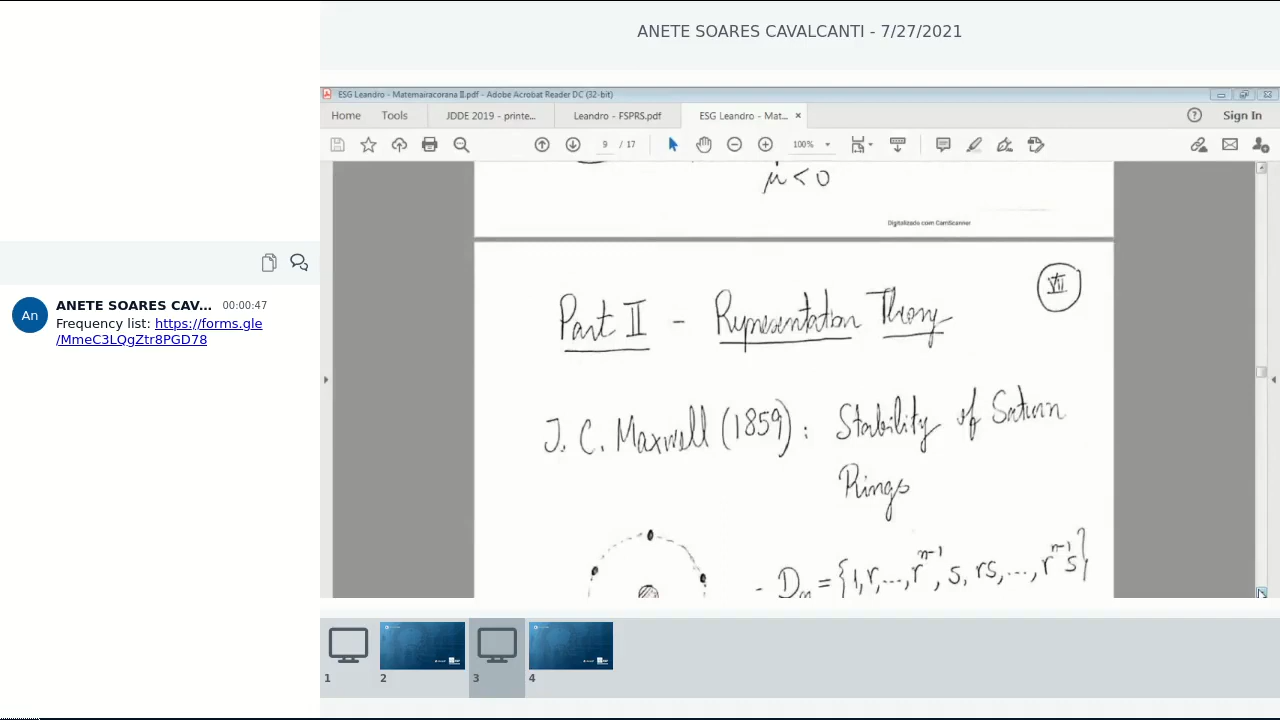 ANETE SOARES CAVALCANTI - 7/27/2021
ESG Leandro - Matemairacorana II.pdf - Adobe Acrobat Reader DC (32-bit)
Home Tools JDDE 2019 - printe... Leandro - FSPRS.pdf ESG Leandro - Mat... × Sign In
9 / 17 100%
μ < 0
Digitalizado com CamScanner
VII
Part II - Representation Theory
J. C. Maxwell (1859): Stability of Saturn
Rings
- Dn = {1, r, ..., r^{n-1}, s, rs, ..., r^{n-1}s}
An ANETE SOARES CAV... 00:00:47
Frequency list: https://forms.gle
/MmeC3LQgZtr8PGD78
1 2 3 4